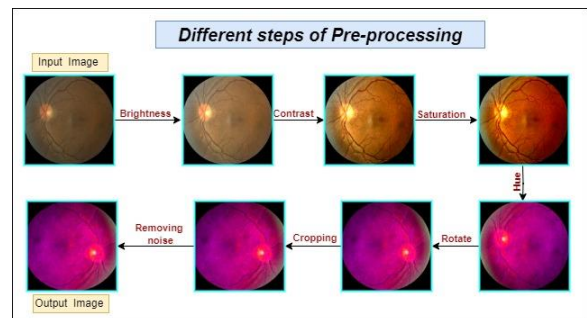 Different steps of Pre-processing
Input Image
Brightness
Contrast
Saturation
Hue
Rotate
Cropping
Removing
noise
Output Image